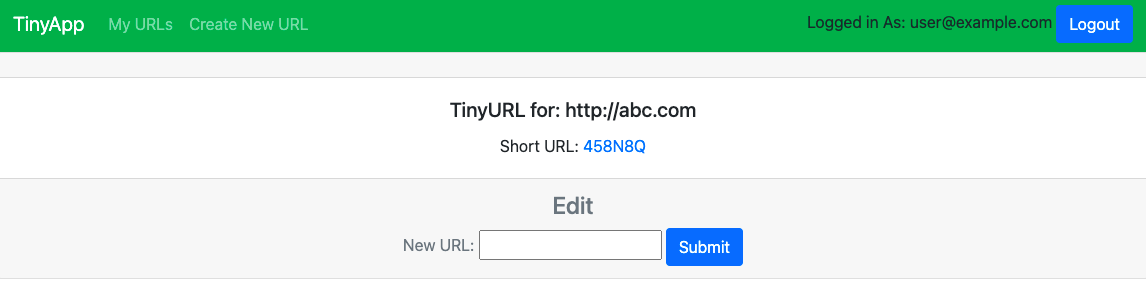 TinyApp My URLs Create New URL Logged in As: user@example.com Logout
TinyURL for: http://abc.com
Short URL: 458N8Q
Edit
New URL: Submit